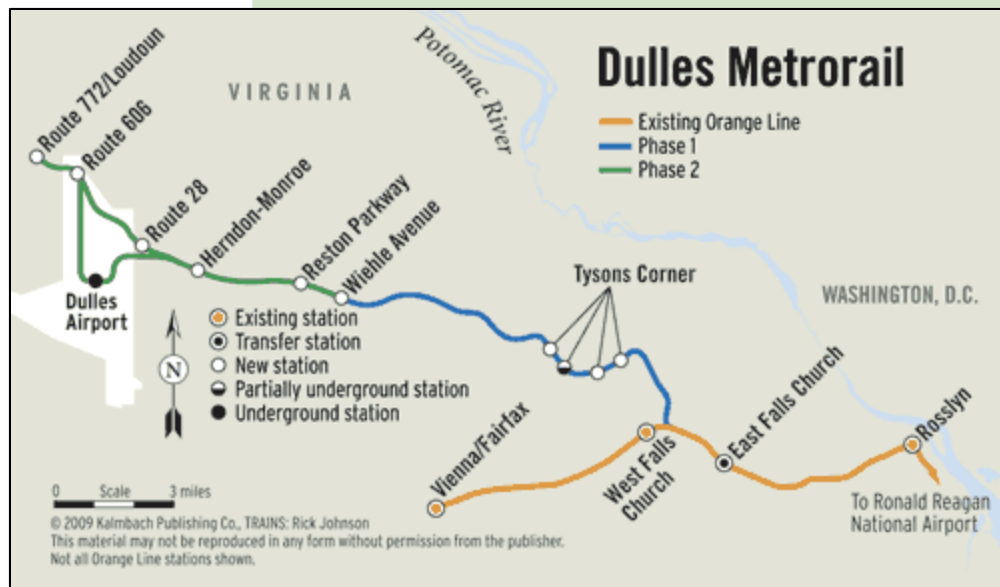 Dulles Metrorail
Existing Orange Line
Phase 1
Phase 2
VIRGINIA
Potomac River
WASHINGTON, D.C.
Route 772/Loudoun
Route 606
Route 28
Herndon-Monroe
Reston Parkway
Wiehle Avenue
Dulles
Airport
Tysons Corner
N
Existing station
Transfer station
New station
Partially underground station
Underground station
Vienna/Fairfax
West Falls
Church
East Falls Church
Rosslyn
To Ronald Reagan
National Airport
0 Scale 3 miles
© 2009 Kalmbach Publishing Co., TRAINS: Rick Johnson
This material may not be reproduced in any form without permission from the publisher.
Not all Orange Line stations shown.